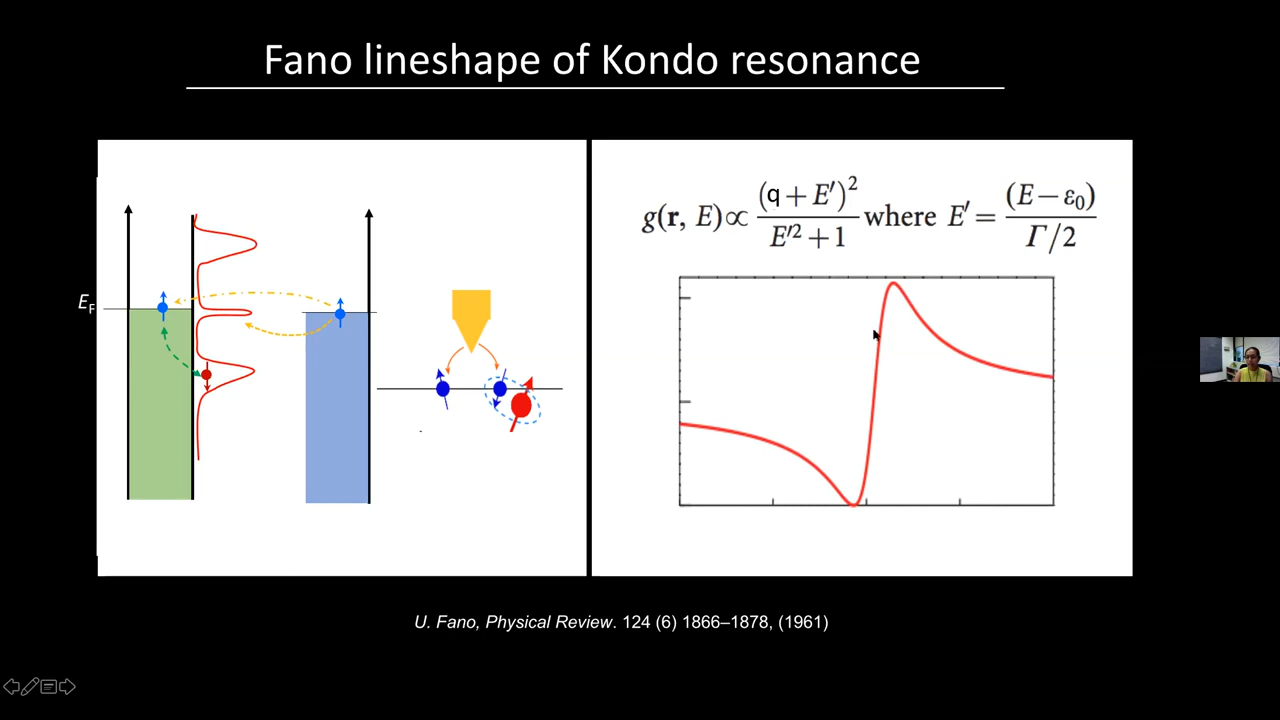 Fano lineshape of Kondo resonance
E_F
g(r, E) ∝ (q + E′)² / E′² + 1 where E′ = (E − ε₀) / Γ/2
U. Fano, Physical Review. 124 (6) 1866–1878, (1961)